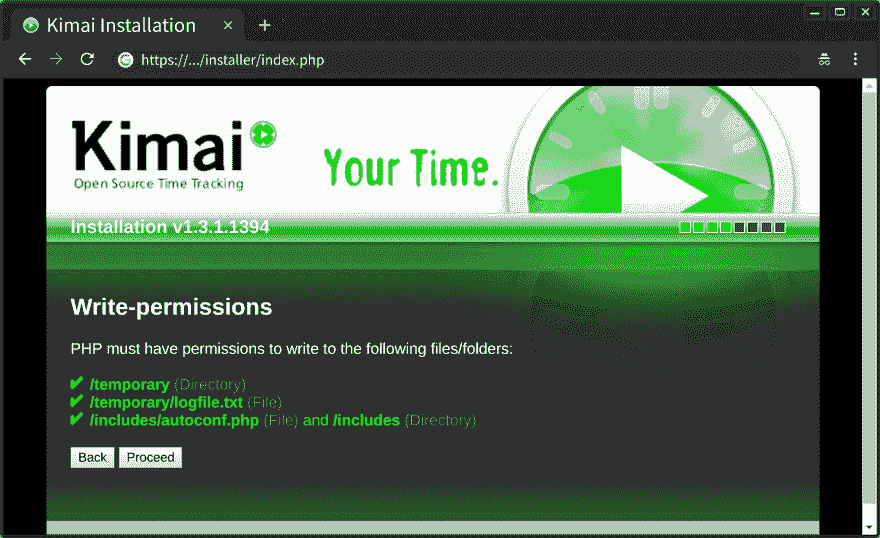 Kimai Installation
https://.../installer/index.php
Kimai
Open Source Time Tracking
Your Time.
Installation v1.3.1.1394
Write-permissions
PHP must have permissions to write to the following files/folders:
✔ /temporary (Directory)
✔ /temporary/logfile.txt (File)
✔ /includes/autoconf.php (File) and /includes (Directory)
Back Proceed